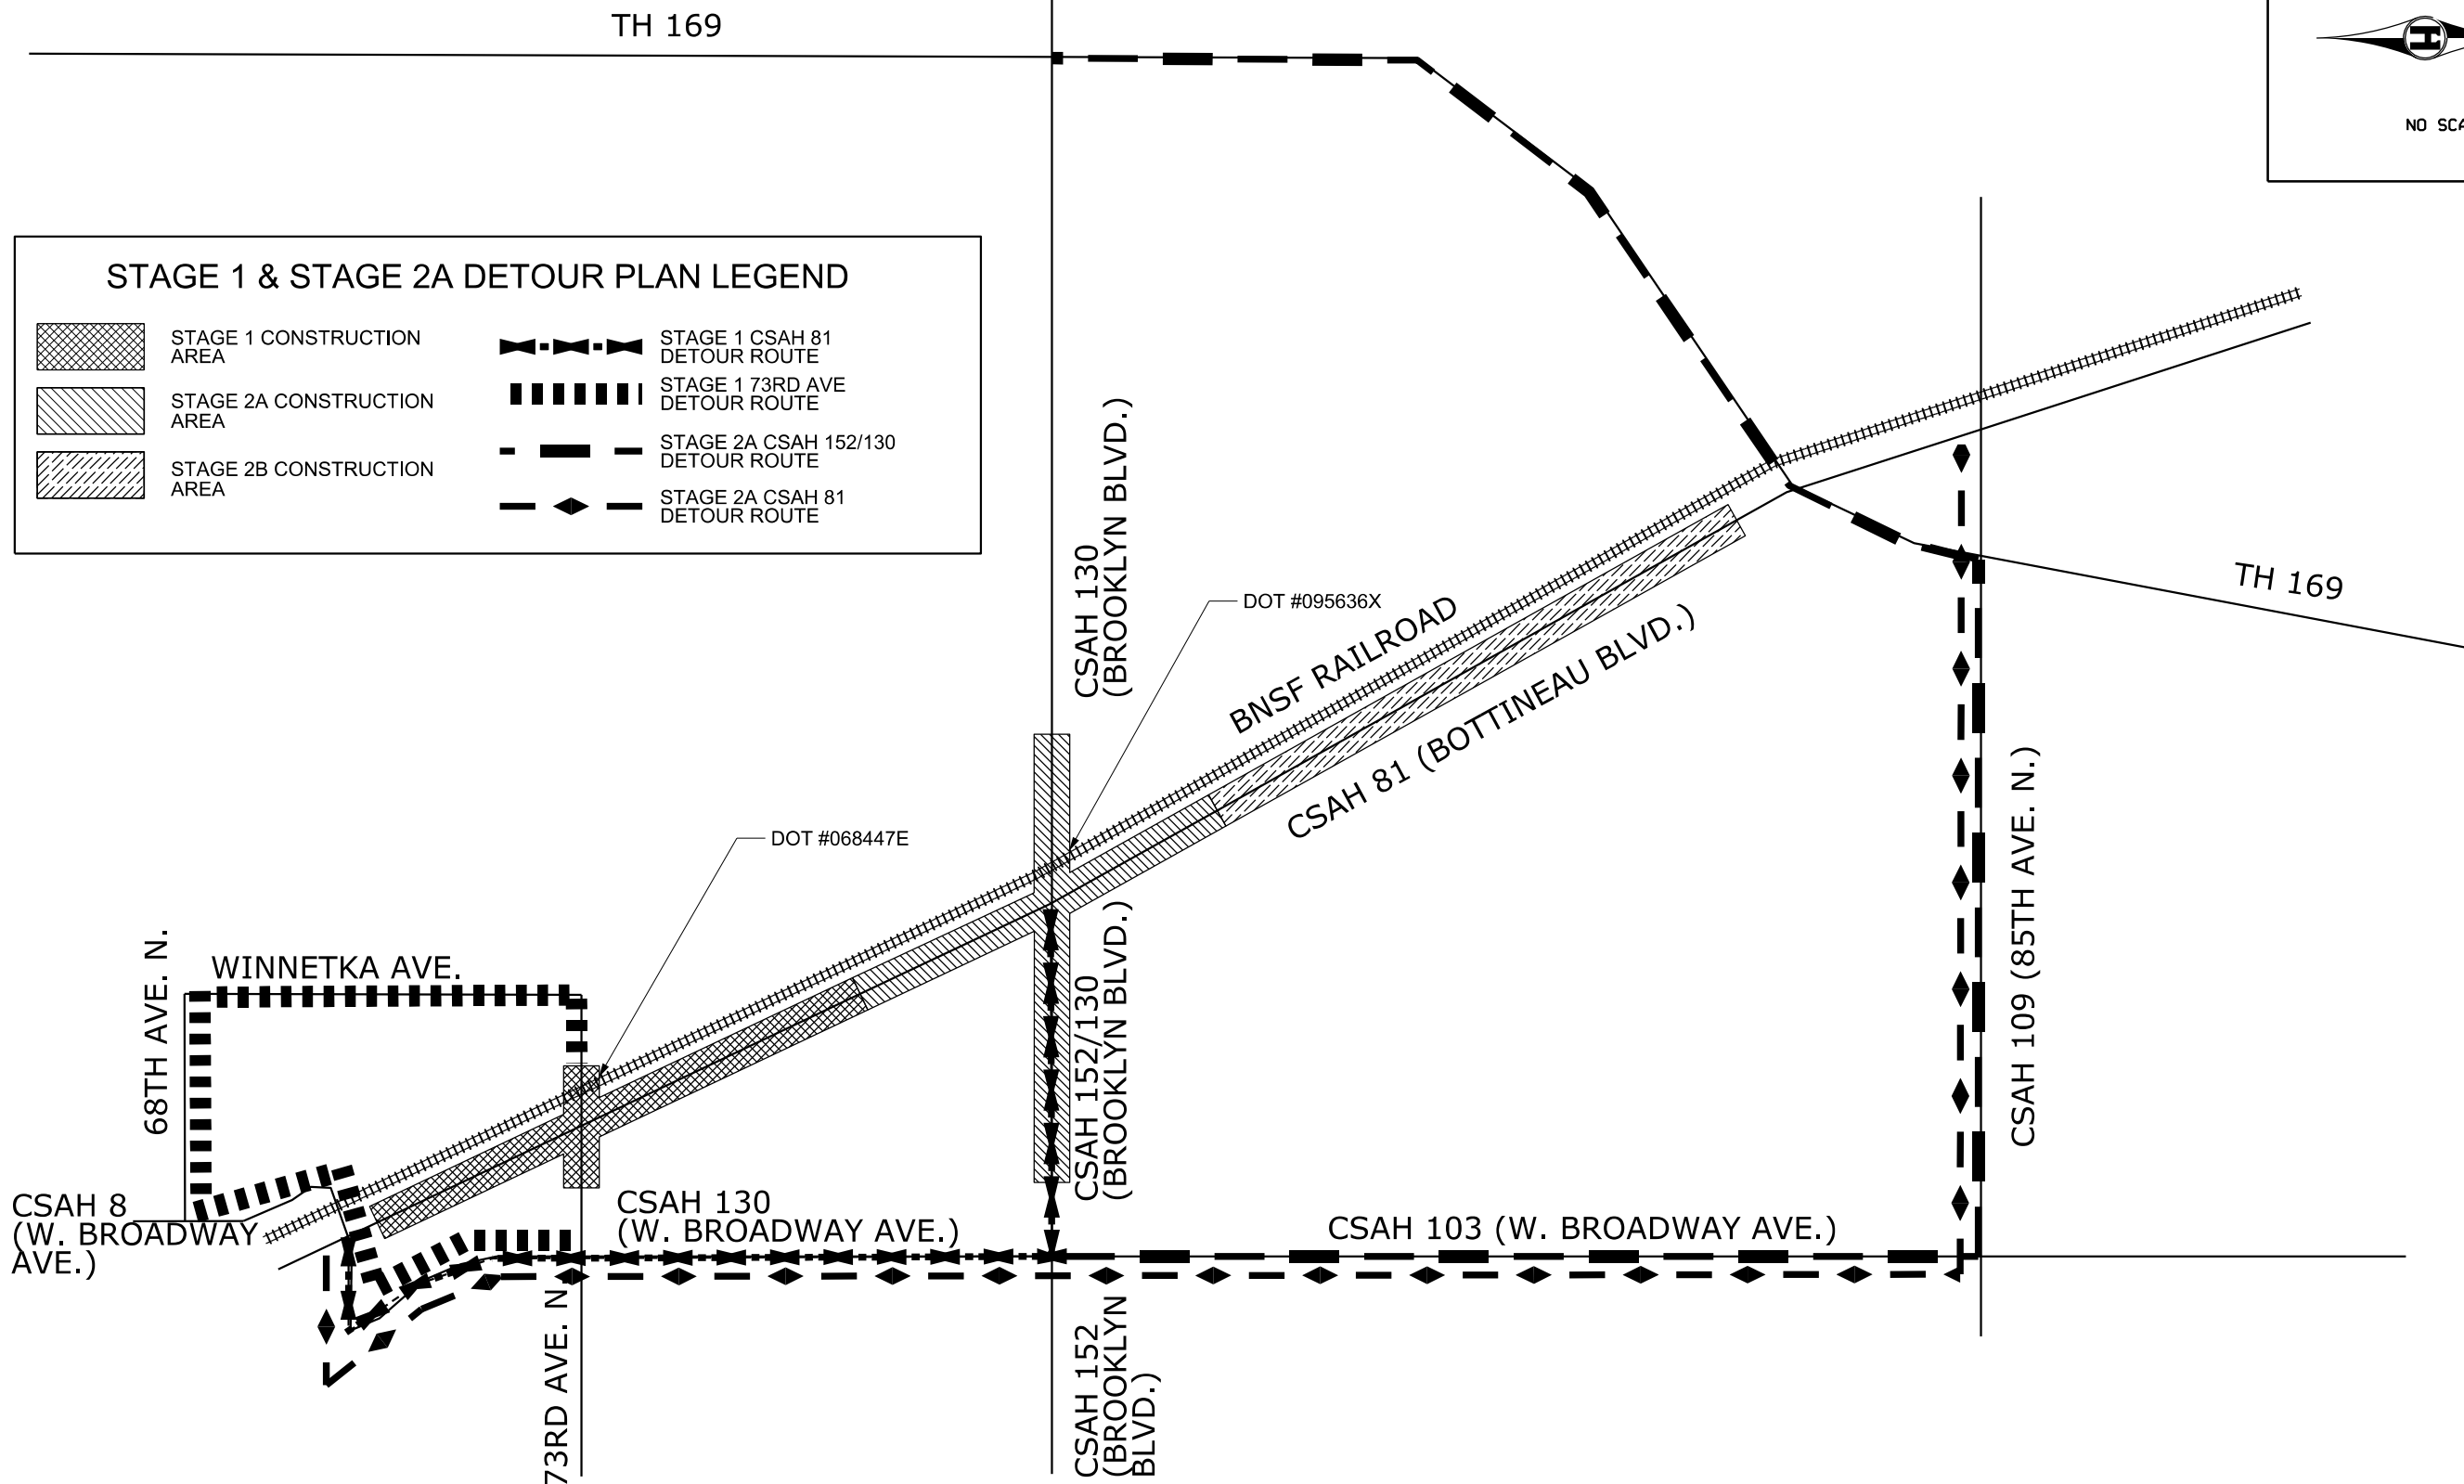 TH 169
NO SCA
STAGE 1 & STAGE 2A DETOUR PLAN LEGEND
STAGE 1 CONSTRUCTION
AREA
STAGE 2A CONSTRUCTION
AREA
STAGE 2B CONSTRUCTION
AREA
STAGE 1 CSAH 81
DETOUR ROUTE
STAGE 1 73RD AVE
DETOUR ROUTE
STAGE 2A CSAH 152/130
DETOUR ROUTE
STAGE 2A CSAH 81
DETOUR ROUTE
CSAH 130
(BROOKLYN BLVD.)
DOT #095636X
BNSF RAILROAD
CSAH 81 (BOTTINEAU BLVD.)
TH 169
DOT #068447E
CSAH 109 (85TH AVE. N.)
68TH AVE. N.
WINNETKA AVE.
CSAH 152/130
(BROOKLYN BLVD.)
CSAH 8
(W. BROADWAY
AVE.)
CSAH 130
(W. BROADWAY AVE.)
CSAH 103 (W. BROADWAY AVE.)
73RD AVE. N
CSAH 152
(BROOKLYN
BLVD.)